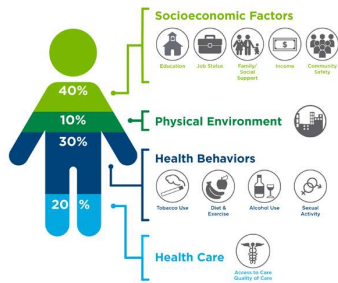 Socioeconomic Factors
$
Education
Job Status
Family/
Social
Support
Income
Community
Safety
40%
10%
Physical Environment
30%
Health Behaviors
Tobacco Use
Diet &
Exercise
Alcohol Use
Sexual
Activity
20 %
Health Care
Access to Care
Quality of Care